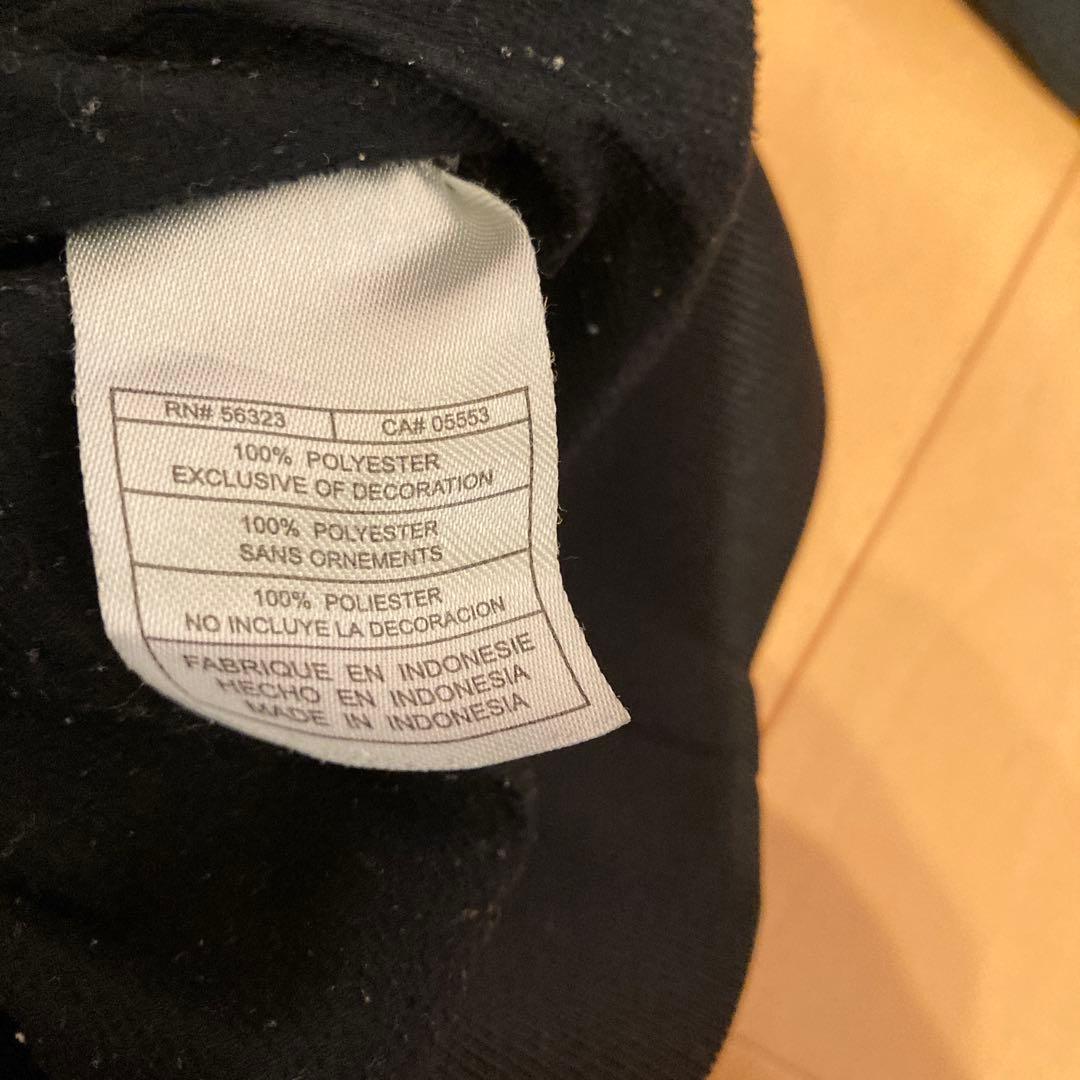 RN# 56323 CA# 05553
100% POLYESTER
EXCLUSIVE OF DECORATION
100% POLYESTER
SANS ORNEMENTS
100% POLIESTER
NO INCLUYE LA DECORACION
FABRIQUE EN INDONESIE
HECHO EN INDONESIA
MADE IN INDONESIA